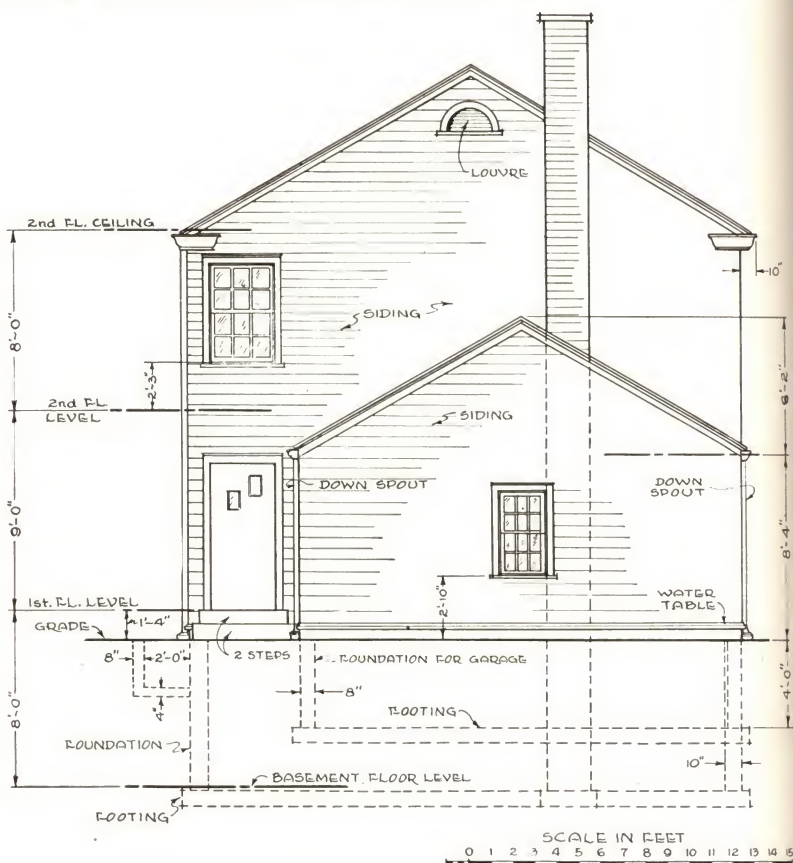 LOUVRE
2nd FL. CEILING
10"
SIDING
8'-0"
2'-3"
6'-2"
2nd FL.
LEVEL
SIDING
DOWN SPOUT
DOWN
SPOUT
9'-0"
8'-4"
2'-10"
1st. FL. LEVEL
WATER
TABLE
1'-4"
GRADE
8"
2'-0"
2 STEPS
FOUNDATION FOR GARAGE
8"
4'-0"
4"
FOOTING
8'-0"
FOUNDATION
10"
BASEMENT FLOOR LEVEL
FOOTING
SCALE IN FEET
0 1 2 3 4 5 6 7 8 9 10 11 12 13 14 15